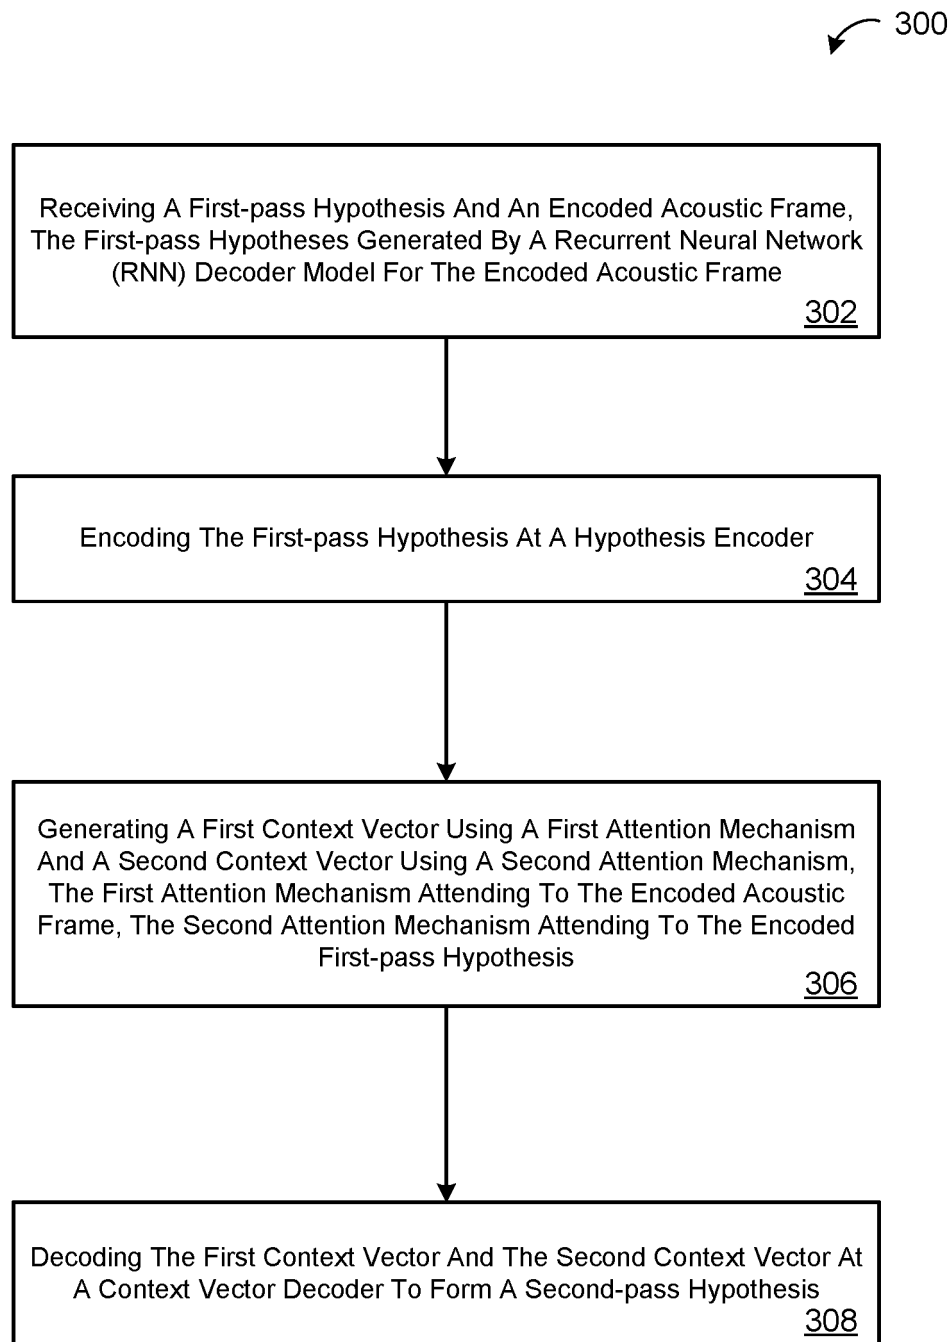 300
Receiving A First-pass Hypothesis And An Encoded Acoustic Frame,
The First-pass Hypotheses Generated By A Recurrent Neural Network
(RNN) Decoder Model For The Encoded Acoustic Frame
302
Encoding The First-pass Hypothesis At A Hypothesis Encoder
304
Generating A First Context Vector Using A First Attention Mechanism
And A Second Context Vector Using A Second Attention Mechanism,
The First Attention Mechanism Attending To The Encoded Acoustic
Frame, The Second Attention Mechanism Attending To The Encoded
First-pass Hypothesis
306
Decoding The First Context Vector And The Second Context Vector At
A Context Vector Decoder To Form A Second-pass Hypothesis
308